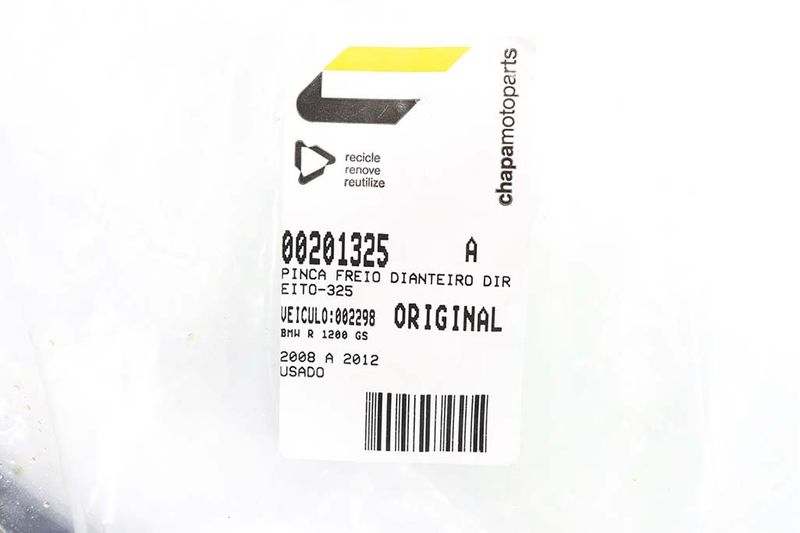 chapamotoparts
recicle
renove
reutilize
00201325 A
PINCA FREIO DIANTEIRO DIR
EITO-325
VEICULO:002298 ORIGINAL
BMW R 1200 GS
2008 A 2012
USADO